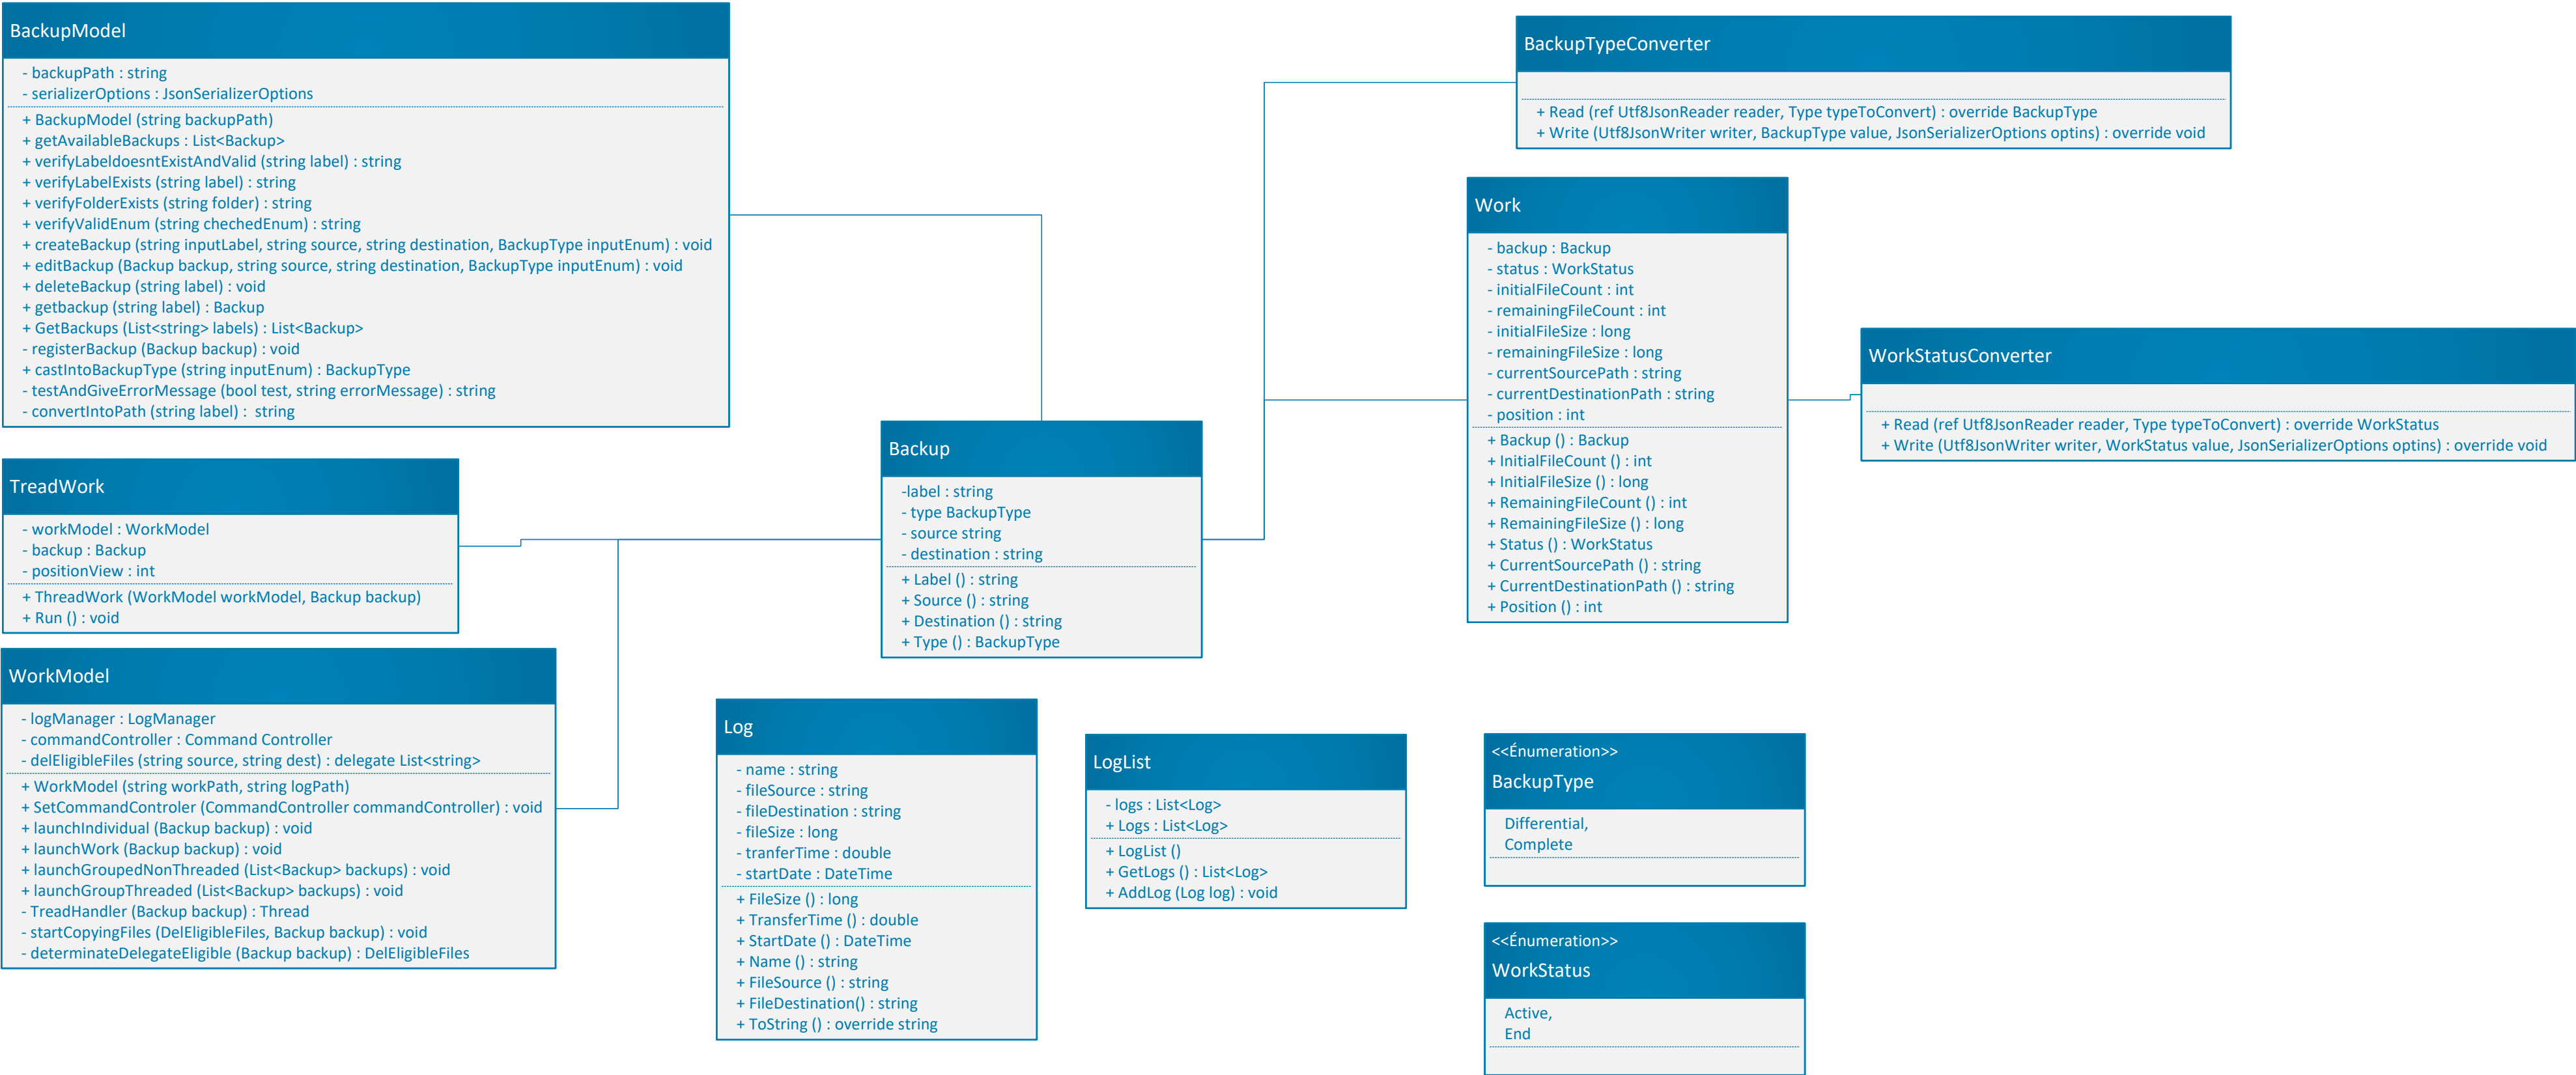 BackupModel
- backupPath : string
- serializerOptions : JsonSerializerOptions
+ BackupModel (string backupPath)
+ getAvailableBackups : List<Backup>
+ verifyLabeldoesntExistAndValid (string label) : string
+ verifyLabelExists (string label) : string
+ verifyFolderExists (string folder) : string
+ verifyValidEnum (string chechedEnum) : string
+ createBackup (string inputLabel, string source, string destination, BackupType inputEnum) : void
+ editBackup (Backup backup, string source, string destination, BackupType inputEnum) : void
+ deleteBackup (string label) : void
+ getbackup (string label) : Backup
+ GetBackups (List<string> labels) : List<Backup>
- registerBackup (Backup backup) : void
+ castIntoBackupType (string inputEnum) : BackupType
- testAndGiveErrorMessage (bool test, string errorMessage) : string
- convertIntoPath (string label) :  string
TreadWork
- workModel : WorkModel
- backup : Backup
- positionView : int
+ ThreadWork (WorkModel workModel, Backup backup)
+ Run () : void
WorkModel
- logManager : LogManager
- commandController : Command Controller
- delEligibleFiles (string source, string dest) : delegate List<string>
+ WorkModel (string workPath, string logPath)
+ SetCommandControler (CommandController commandController) : void
+ launchIndividual (Backup backup) : void
+ launchWork (Backup backup) : void
+ launchGroupedNonThreaded (List<Backup> backups) : void
+ launchGroupThreaded (List<Backup> backups) : void
- TreadHandler (Backup backup) : Thread
- startCopyingFiles (DelEligibleFiles, Backup backup) : void
- determinateDelegateEligible (Backup backup) : DelEligibleFiles
Backup
-label : string
- type BackupType
- source string
- destination : string
+ Label () : string
+ Source () : string
+ Destination () : string
+ Type () : BackupType
Log
- name : string
- fileSource : string
- fileDestination : string
- fileSize : long
- tranferTime : double
- startDate : DateTime
+ FileSize () : long
+ TransferTime () : double
+ StartDate () : DateTime
+ Name () : string
+ FileSource () : string
+ FileDestination() : string
+ ToString () : override string
LogList
- logs : List<Log>
+ Logs : List<Log>
+ LogList ()
+ GetLogs () : List<Log>
+ AddLog (Log log) : void
BackupTypeConverter
+ Read (ref Utf8JsonReader reader, Type typeToConvert) : override BackupType
+ Write (Utf8JsonWriter writer, BackupType value, JsonSerializerOptions optins) : override void
Work
- backup : Backup
- status : WorkStatus
- initialFileCount : int
- remainingFileCount : int
- initialFileSize : long
- remainingFileSize : long
- currentSourcePath : string
- currentDestinationPath : string
- position : int
+ Backup () : Backup
+ InitialFileCount () : int
+ InitialFileSize () : long
+ RemainingFileCount () : int
+ RemainingFileSize () : long
+ Status () : WorkStatus
+ CurrentSourcePath () : string
+ CurrentDestinationPath () : string
+ Position () : int
WorkStatusConverter
+ Read (ref Utf8JsonReader reader, Type typeToConvert) : override WorkStatus
+ Write (Utf8JsonWriter writer, WorkStatus value, JsonSerializerOptions optins) : override void
<<Énumeration>>
BackupType
Differential,
Complete
<<Énumeration>>
WorkStatus
Active,
End